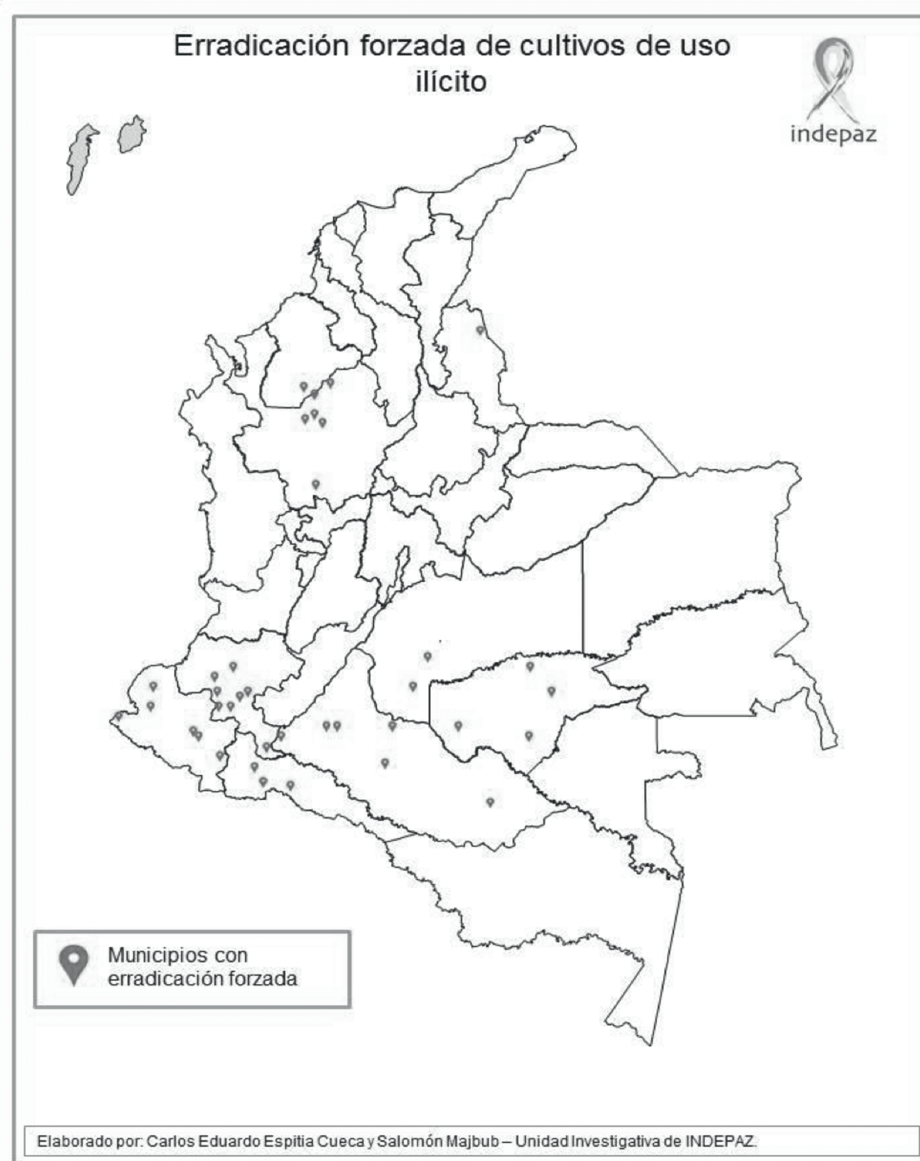 Erradicación forzada de cultivos de uso
ilícito
indepaz
Municipios con
erradicación forzada
Elaborado por: Carlos Eduardo Espitia Cueca y Salomón Majbub – Unidad Investigativa de INDEPAZ.